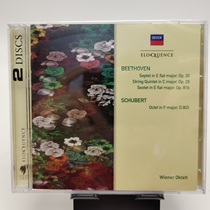 2 DISCS
ELOQUENCE
DECCA
ELOQUENCE
BEETHOVEN
Septet in E flat major, Op. 20
String Quintet in C major, Op. 29
Sextet in E flat major, Op. 81b
SCHUBERT
Octet in F major, D.803
Wiener Oktett